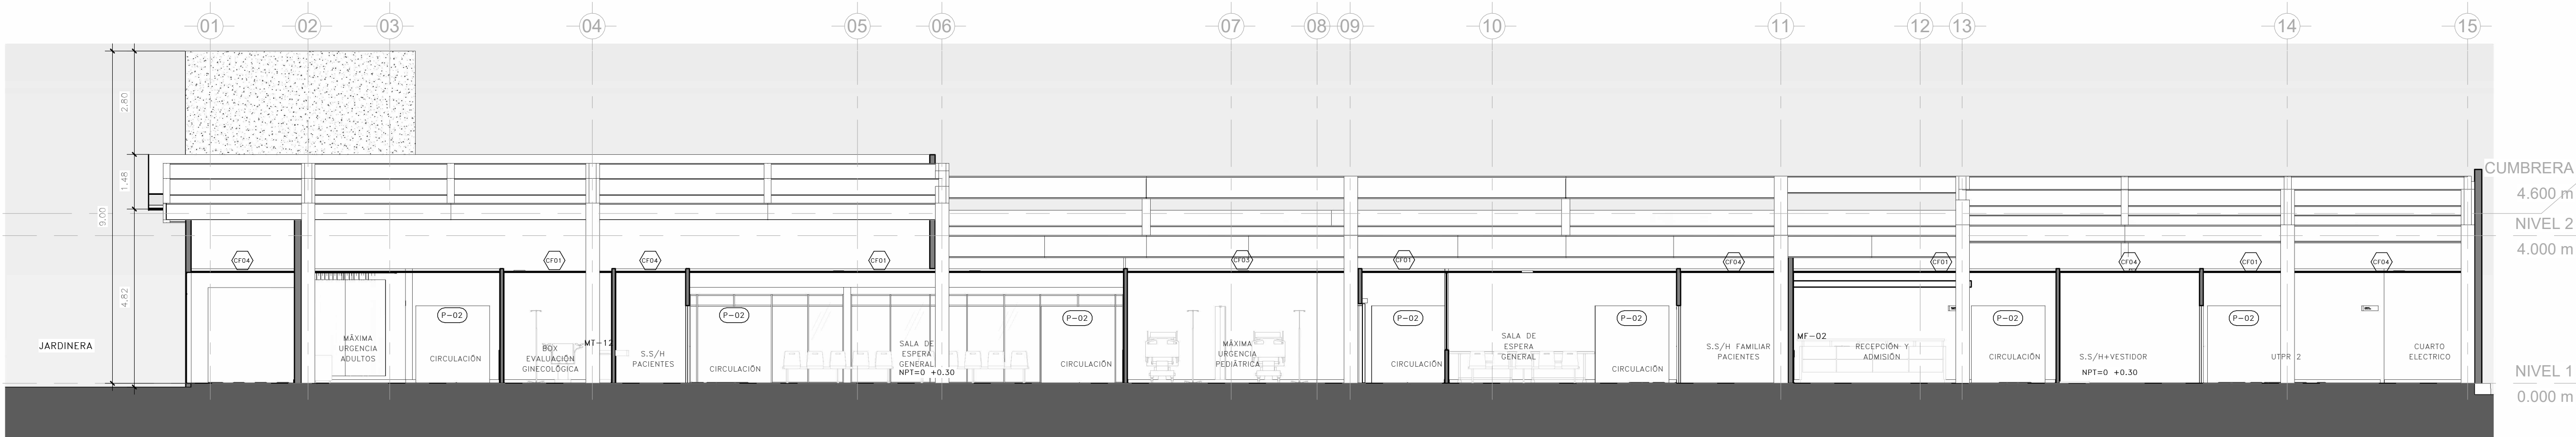 01 02 03 04 05 06 07 08 09 10 11 12 13 14 15
2.80
1.48
9.00
4.82
CUMBRERA
4.600 m
NIVEL 2
4.000 m
NIVEL 1
0.000 m
CF04 CF01 CF04 CF01 CF03 CF01 CF04 CF01 CF04 CF01 CF04
P-02 P-02 P-02 P-02 P-02 P-02 P-02
JARDINERA
MÁXIMA
URGENCIA
ADULTOS
CIRCULACIÓN
BOX
EVALUACIÓN
GINECOLÓGICA
MT-12
S.S/H
PACIENTES
CIRCULACIÓN
SALA DE
ESPERA
GENERAL
NPT=0 +0.30
CIRCULACIÓN
MÁXIMA
URGENCIA
PEDIÁTRICA
CIRCULACIÓN
SALA DE
ESPERA
GENERAL
CIRCULACIÓN
S.S/H FAMILIAR
PACIENTES
MF-02
RECEPCIÓN Y
ADMISIÓN
CIRCULACIÓN
S.S/H+VESTIDOR
NPT=0 +0.30
UTPR 2
CUARTO
ELECTRICO